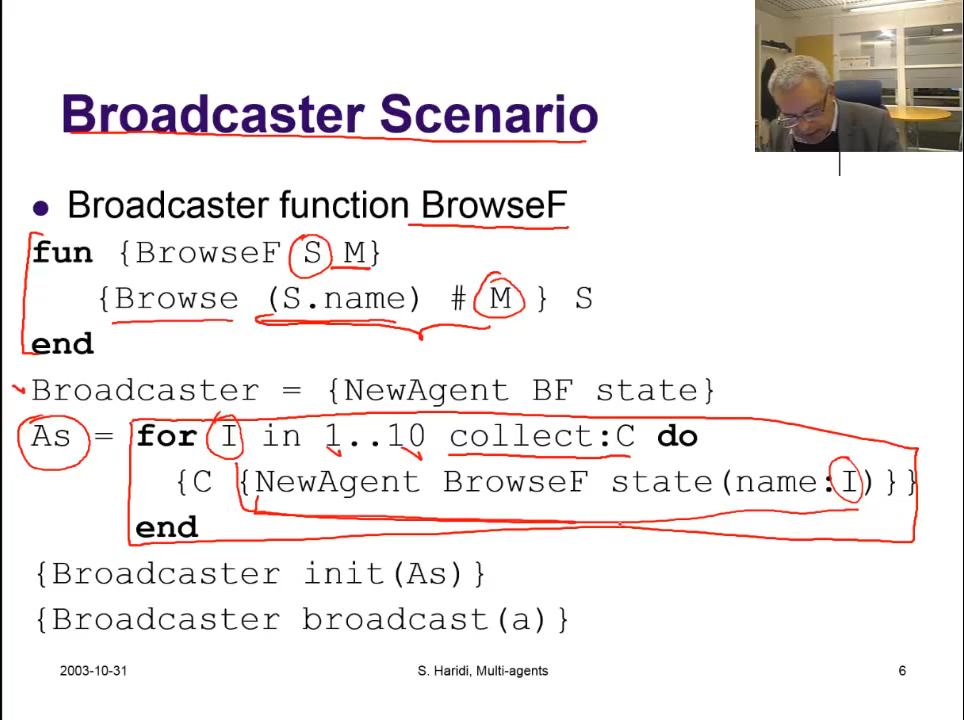 Broadcaster Scenario
● Broadcaster function BrowseF
fun {BrowseF S M}
{Browse (S.name) # M } S
end
Broadcaster = {NewAgent BF state}
As = for I in 1..10 collect:C do
{C {NewAgent BrowseF state(name:I)}}
end
{Broadcaster init(As)}
{Broadcaster broadcast(a)}
2003-10-31 S. Haridi, Multi-agents 6